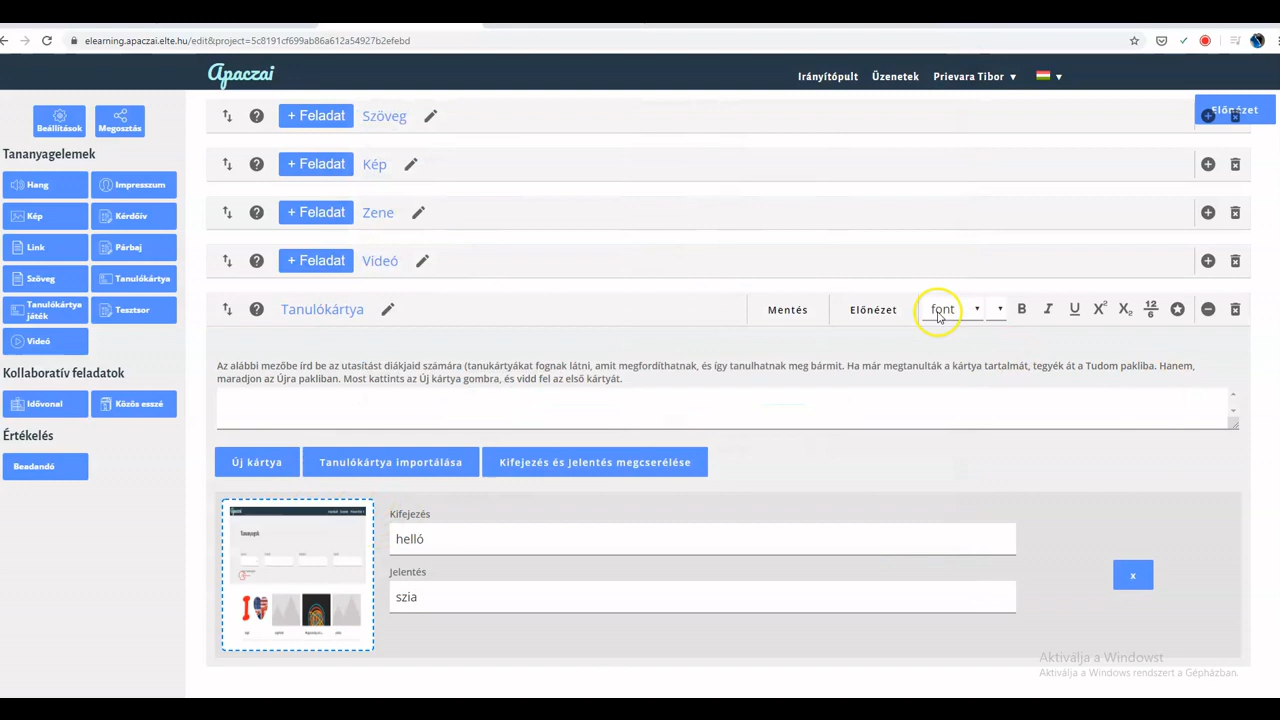 elearning.apaczai.elte.hu/edit&project=5c8191cf699ab86a612a54927b2efebd
Apaczai
Irányítópult Üzenetek Prievara Tibor
Beállítások Megosztás
Tananyagelemek
Hang Impresszum
Kép Kérdőív
Link Párbaj
Szöveg Tanulókártya
Tanulókártya játék Tesztsor
Videó
Kollaboratív feladatok
Idővonal Közös esszé
Értékelés
Beadandó
Előnézet
+ Feladat Szöveg
+ Feladat Kép
+ Feladat Zene
+ Feladat Videó
Tanulókártya Mentés Előnézet font B I U X² X₂ 12/6
Az alábbi mezőbe írd be az utasítást diákjaid számára (tanukártyákat fognak látni, amit megfordíthatnak, és így tanulhatnak meg bármit. Ha már megtanulták a kártya tartalmát, tegyék át a Tudom pakliba. Hanem,
maradjon az Újra pakliban. Most kattints az Új kártya gombra, és vidd fel az első kártyát.
Új kártya Tanulókártya importálása Kifejezés és Jelentés megcserélése
Kifejezés
helló
Jelentés
szia
x
Aktiválja a Windowst
Aktiválja a Windows rendszert a Gépházban.